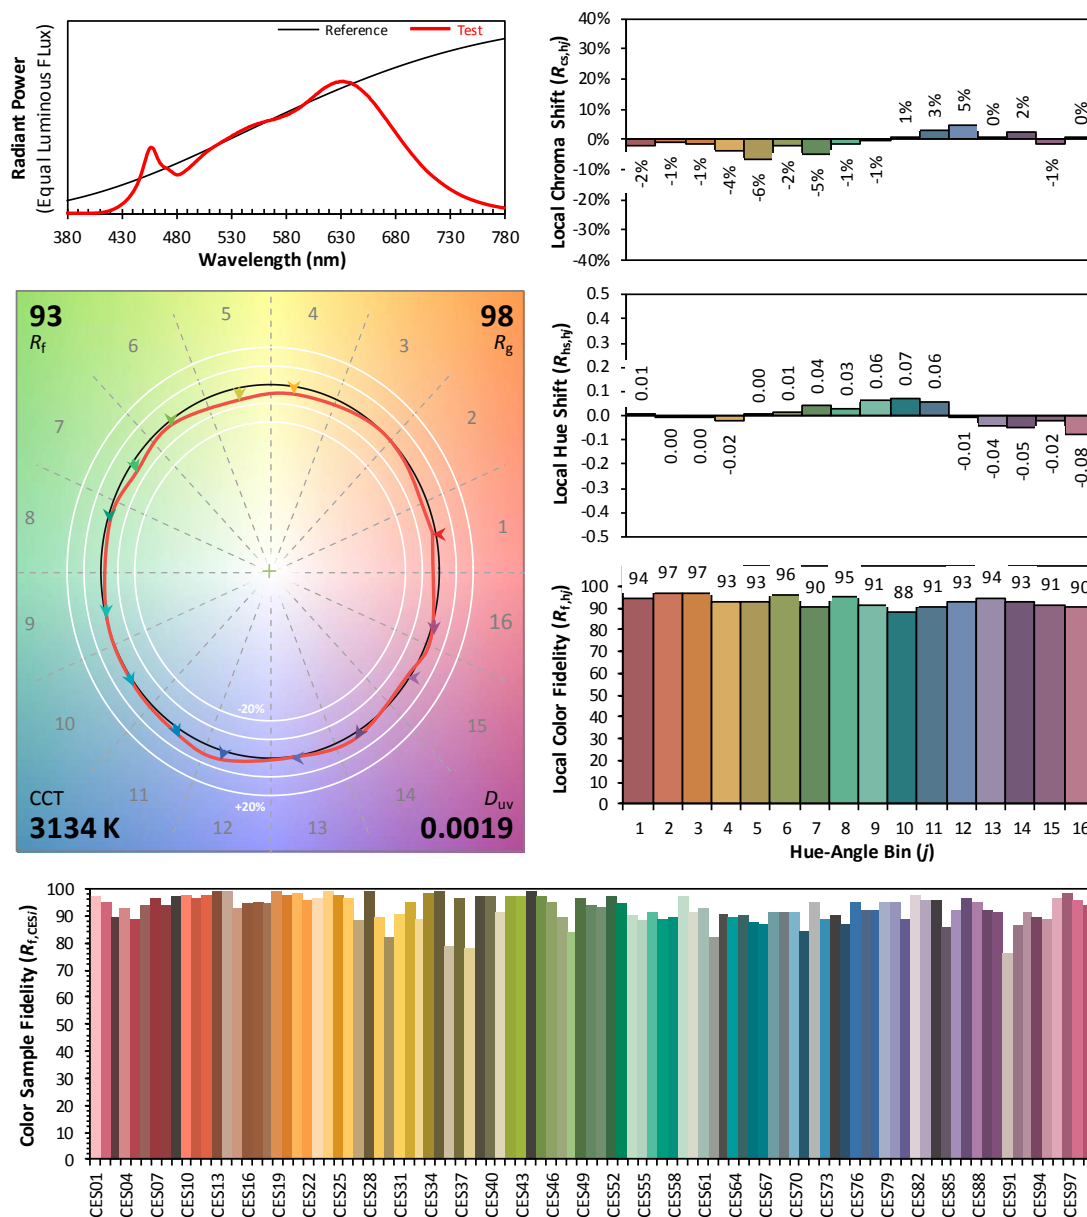 Reference
Test
Radiant Power
(Equal Luminous FLux
380 430 480 530 580 630 680 730 780
Wavelength (nm)
Local Chroma Shift (Rcs,hj)
40%
30%
20%
10%
0%
-10%
-20%
-30%
-40%
-2% -1% -1% -4% -6% -2% -5% -1% -1% 1% 3% 5% 0% 2% -1% 0%
93
Rf
98
Rg
5 4
6 3
7 2
8 1
9 16
10 15
11 14
12 13
-20%
+20%
CCT
3134 K
Duv
0.0019
Local Hue Shift (Rhs,hj)
0.5
0.4
0.3
0.2
0.1
0.0
-0.1
-0.2
-0.3
-0.4
-0.5
0.01 0.00 0.00 -0.02 0.00 0.01 0.04 0.03 0.06 0.07 0.06 -0.01 -0.04 -0.05 -0.02 -0.08
Local Color Fidelity (Rf,hj)
100
90
80
70
60
50
40
30
20
10
0
94 97 97 93 93 96 90 95 91 88 91 93 94 93 91 90
1 2 3 4 5 6 7 8 9 10 11 12 13 14 15 16
Hue-Angle Bin (j)
Color Sample Fidelity (Rf,CESi)
100
90
80
70
60
50
40
30
20
10
0
CES01 CES04 CES07 CES10 CES13 CES16 CES19 CES22 CES25 CES28 CES31 CES34 CES37 CES40 CES43 CES46 CES49 CES52 CES55 CES58 CES61 CES64 CES67 CES70 CES73 CES76 CES79 CES82 CES85 CES88 CES91 CES94 CES97